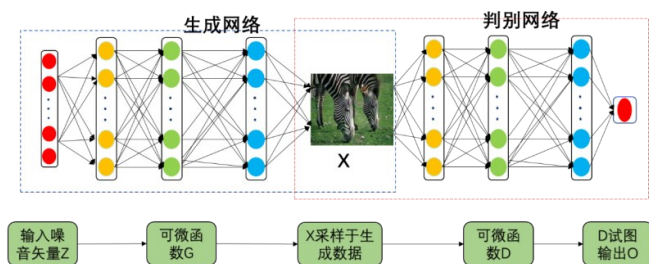 生成网络
判别网络
X
输入噪
音矢量Z
可微函
数G
X采样于生
成数据
可微函
数D
D试图
输出O